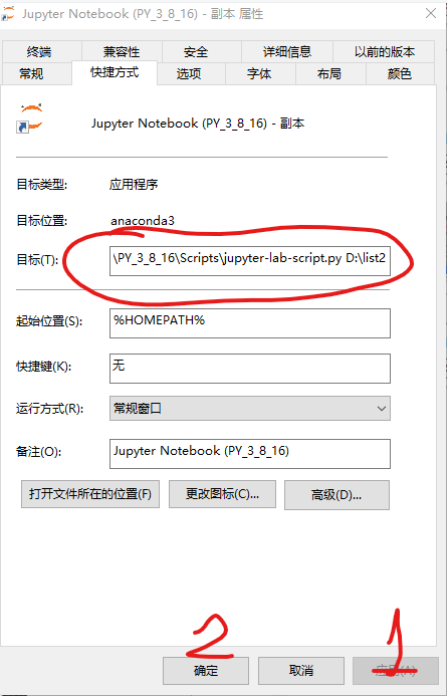 Jupyter Notebook (PY_3_8_16) - 副本 属性
终端 兼容性 安全 详细信息 以前的版本
常规 快捷方式 选项 字体 布局 颜色
Jupyter Notebook (PY_3_8_16) - 副本
目标类型: 应用程序
目标位置: anaconda3
目标(T): \PY_3_8_16\Scripts\jupyter-lab-script.py D:\list2
起始位置(S): %HOMEPATH%
快捷键(K): 无
运行方式(R): 常规窗口
备注(O): Jupyter Notebook (PY_3_8_16)
打开文件所在的位置(F) 更改图标(C)... 高级(D)...
2 1
确定 取消 应用(A)